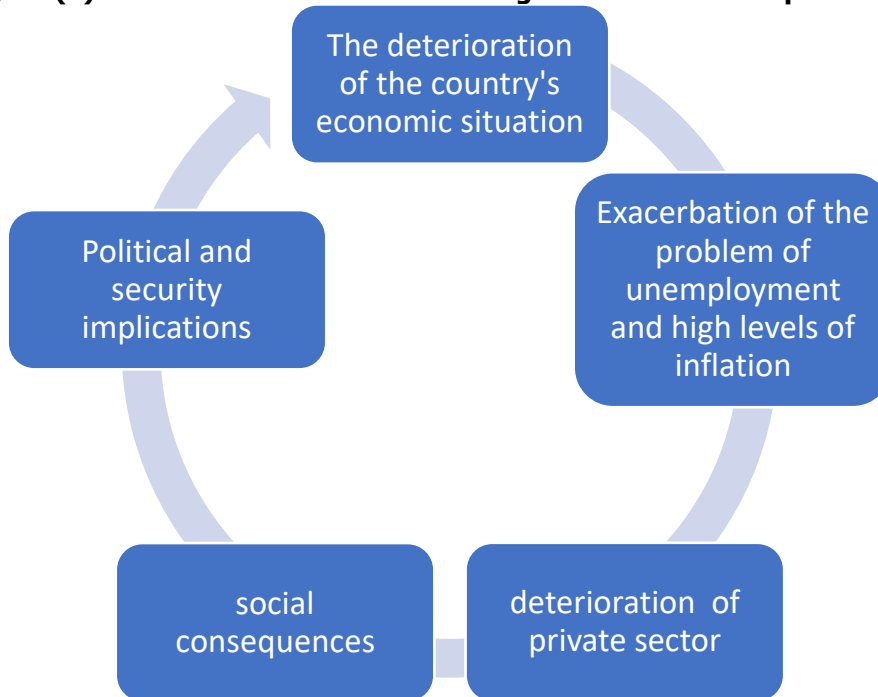 The deterioration
of the country's
economic situation
Exacerbation of the
problem of
unemployment
and high levels of
inflation
deterioration of
private sector
social
consequences
Political and
security
implications